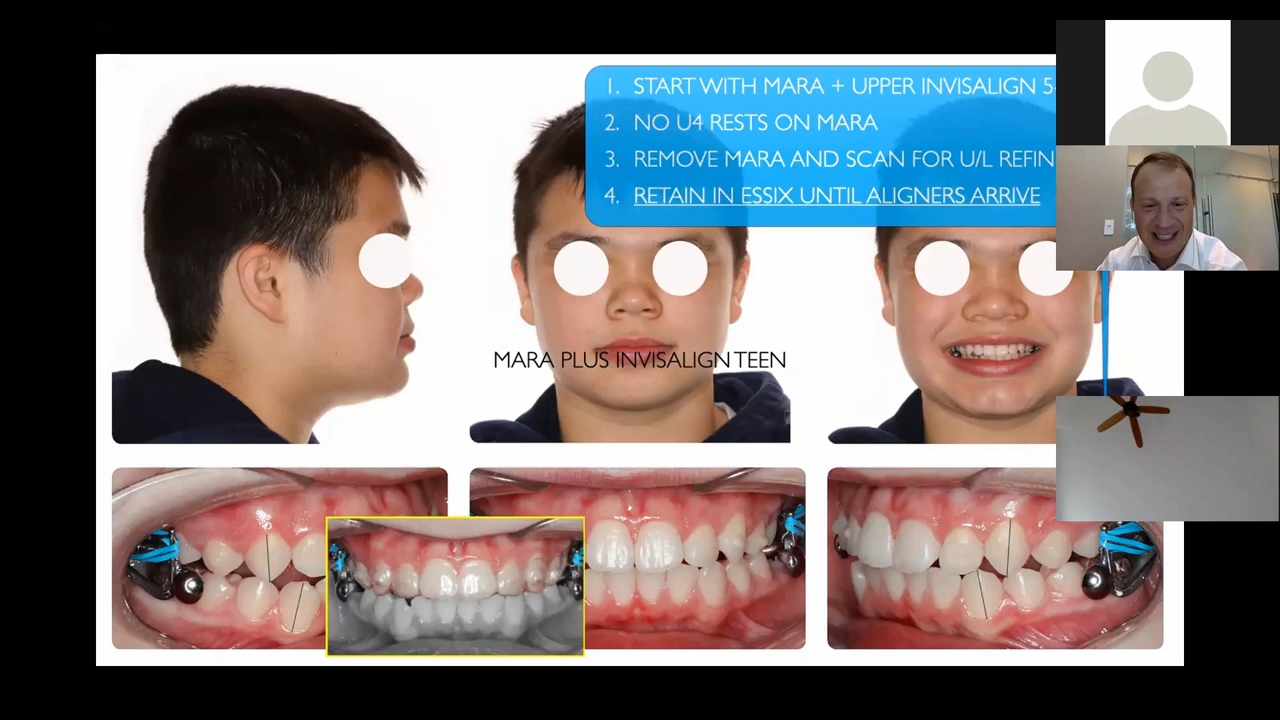 1. START WITH MARA + UPPER INVISALIGN 5-
2. NO U4 RESTS ON MARA
3. REMOVE MARA AND SCAN FOR U/L REFIN
4. RETAIN IN ESSIX UNTIL ALIGNERS ARRIVE
MARA PLUS INVISALIGN TEEN